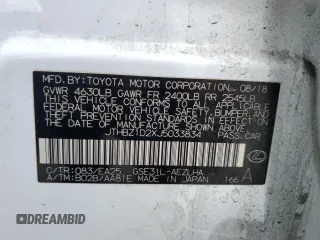 MFD.BY: TOYOTA MOTOR CORPORATION 08/18
GVWR 4630LB GAWR FR 2400LB RR 2545LB
THIS VEHICLE CONFORMS TO ALL APPLICABLE
FEDERAL MOTOR VEHICLE SAFETY, BUMPER, AND
THEFT PREVENTION STANDARDS IN EFFECT ON THE
DATE OF MANUFACTURE SHOWN ABOVE.
JTHBZ1D2XJ5033834 PASS.CAR
C/TR: 083/EA25 GSE31L-AEZLHA
A/TM: B02B/AA81E MADE IN JAPAN 166 A